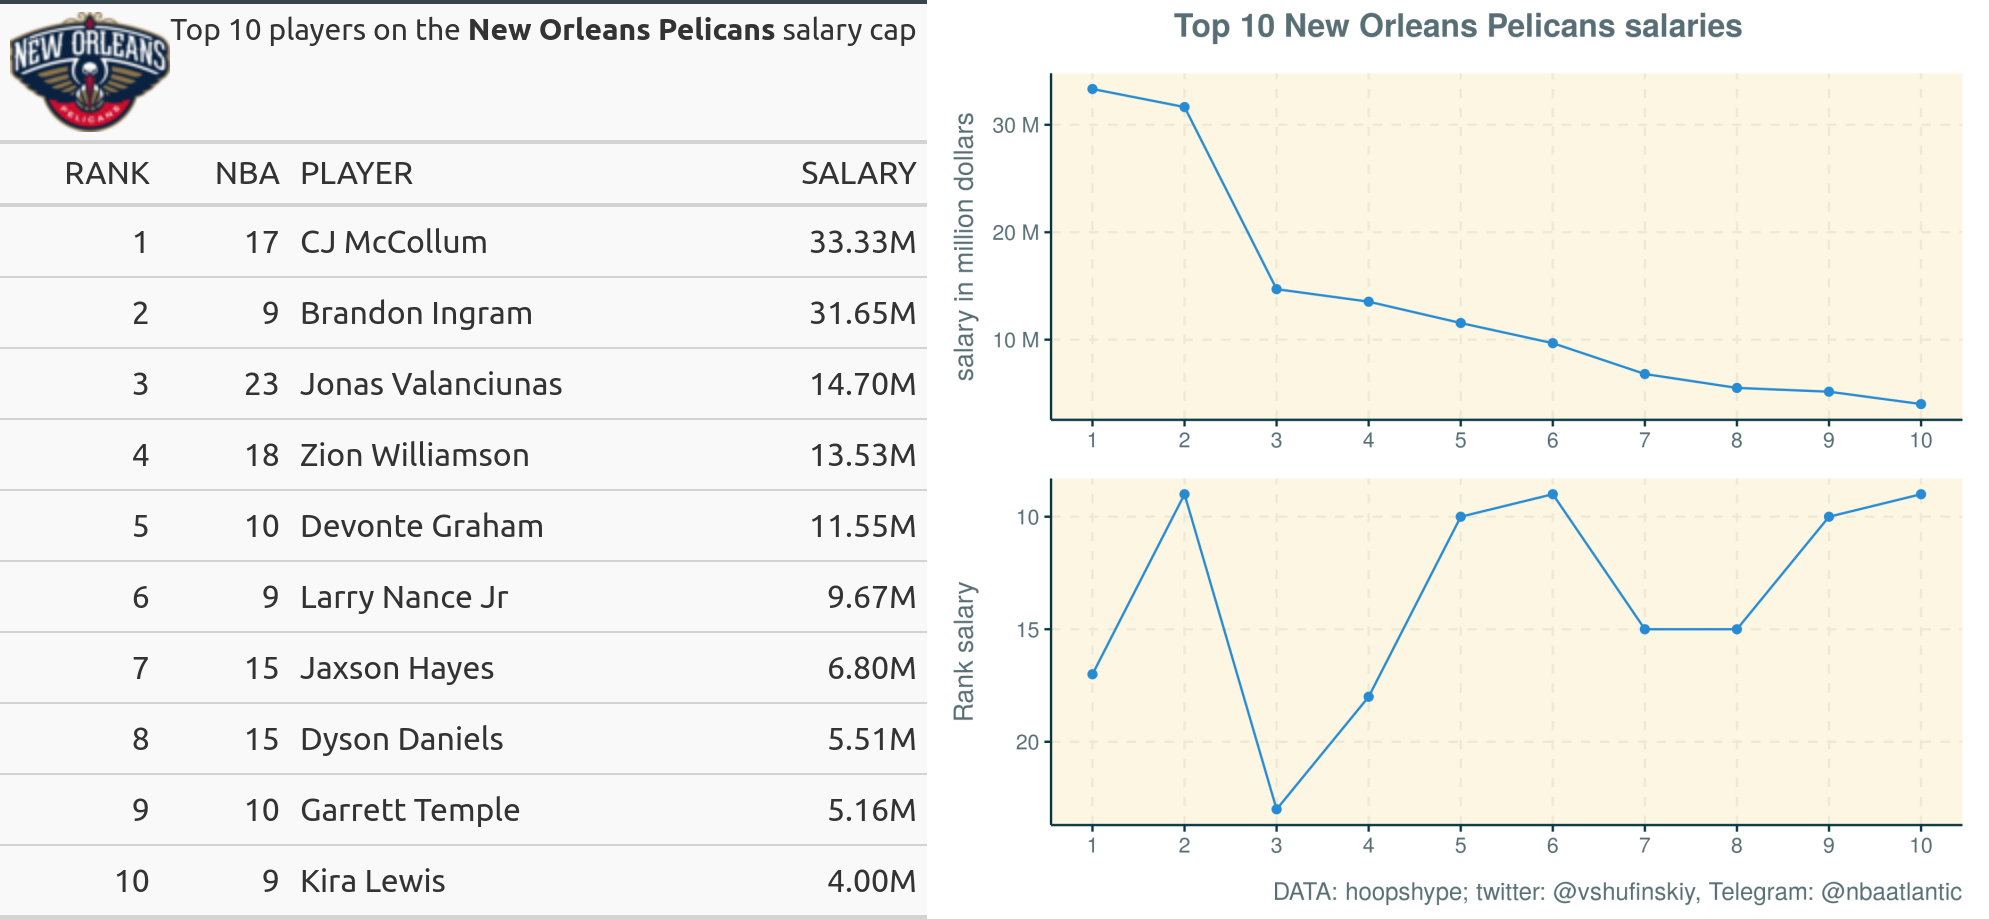 NEW ORLEANS
PELICANS
Top 10 players on the New Orleans Pelicans salary cap
RANK NBA PLAYER SALARY
1 17 CJ McCollum 33.33M
2 9 Brandon Ingram 31.65M
3 23 Jonas Valanciunas 14.70M
4 18 Zion Williamson 13.53M
5 10 Devonte Graham 11.55M
6 9 Larry Nance Jr 9.67M
7 15 Jaxson Hayes 6.80M
8 15 Dyson Daniels 5.51M
9 10 Garrett Temple 5.16M
10 9 Kira Lewis 4.00M
Top 10 New Orleans Pelicans salaries
salary in million dollars
30 M
20 M
10 M
1 2 3 4 5 6 7 8 9 10
Rank salary
10
15
20
1 2 3 4 5 6 7 8 9 10
DATA: hoopshype; twitter: @vshufinskiy, Telegram: @nbaatlantic